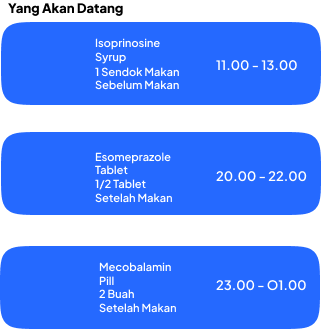 Yang Akan Datang
Isoprinosine
Syrup
1 Sendok Makan
Sebelum Makan
11.00 - 13.00
Esomeprazole
Tablet
1/2 Tablet
Setelah Makan
20.00 - 22.00
Mecobalamin
Pill
2 Buah
Setelah Makan
23.00 - O1.00